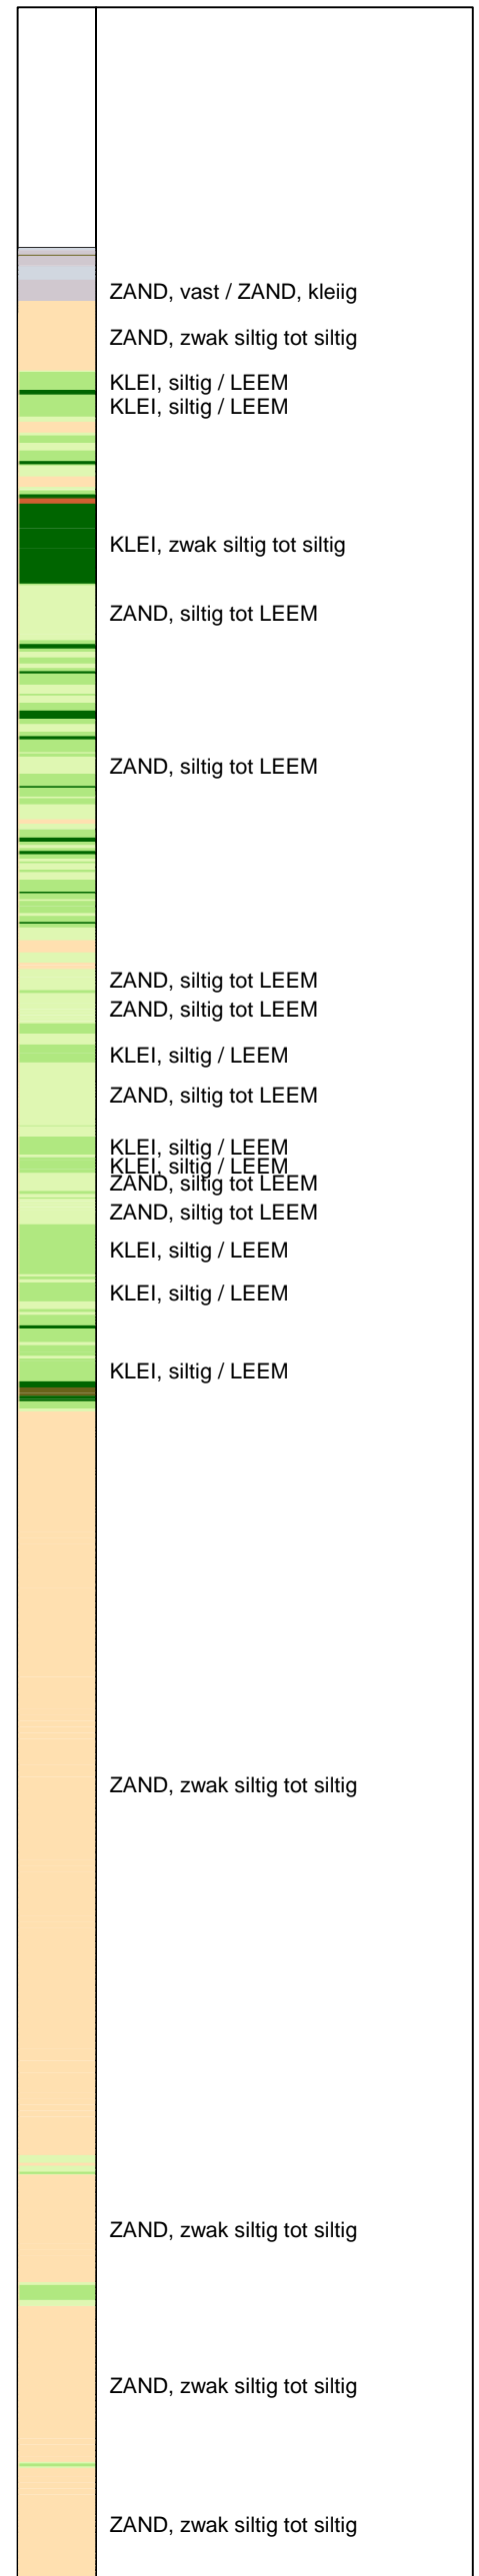 ZAND, vast / ZAND, kleiig
ZAND, zwak siltig tot siltig
KLEI, siltig / LEEM
KLEI, siltig / LEEM
KLEI, zwak siltig tot siltig
ZAND, siltig tot LEEM
ZAND, siltig tot LEEM
ZAND, siltig tot LEEM
ZAND, siltig tot LEEM
KLEI, siltig / LEEM
ZAND, siltig tot LEEM
KLEI, siltig / LEEM
KLEI, siltig / LEEM
ZAND, siltig tot LEEM
ZAND, siltig tot LEEM
KLEI, siltig / LEEM
KLEI, siltig / LEEM
KLEI, siltig / LEEM
ZAND, zwak siltig tot siltig
ZAND, zwak siltig tot siltig
ZAND, zwak siltig tot siltig
ZAND, zwak siltig tot siltig